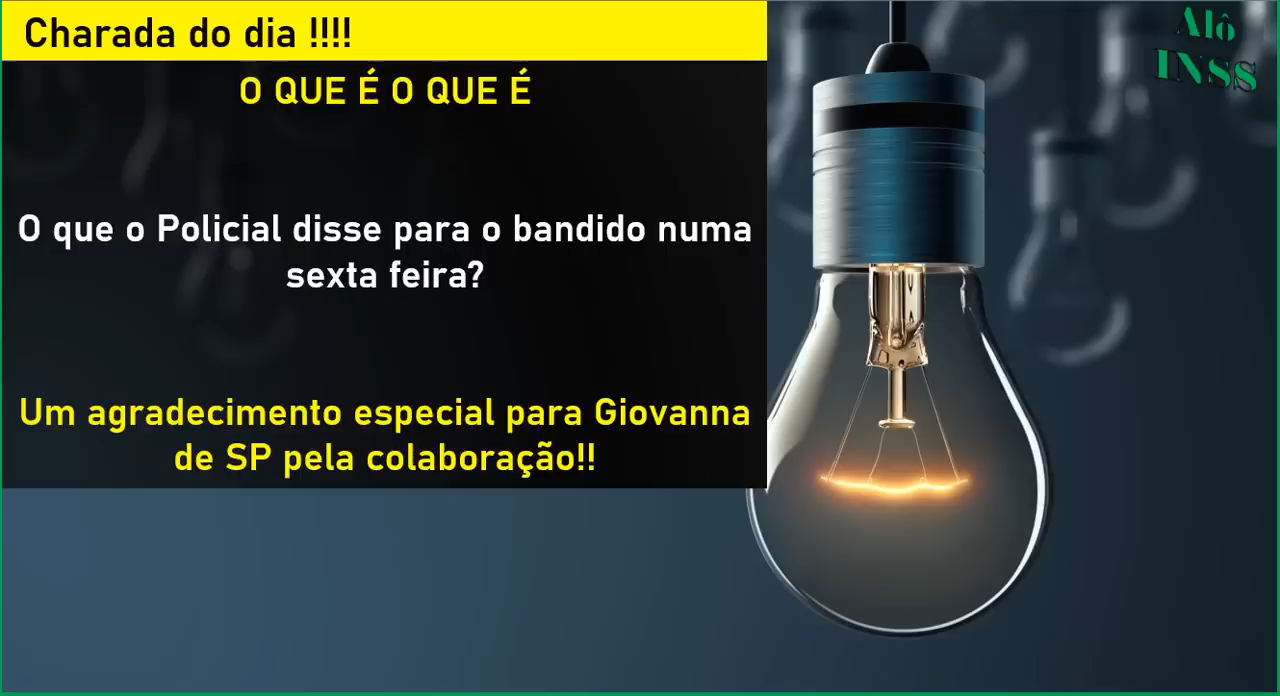 Charada do dia !!!!
Alô
INSS
O QUE É O QUE É
O que o Policial disse para o bandido numa
sexta feira?
Um agradecimento especial para Giovanna
de SP pela colaboração!!